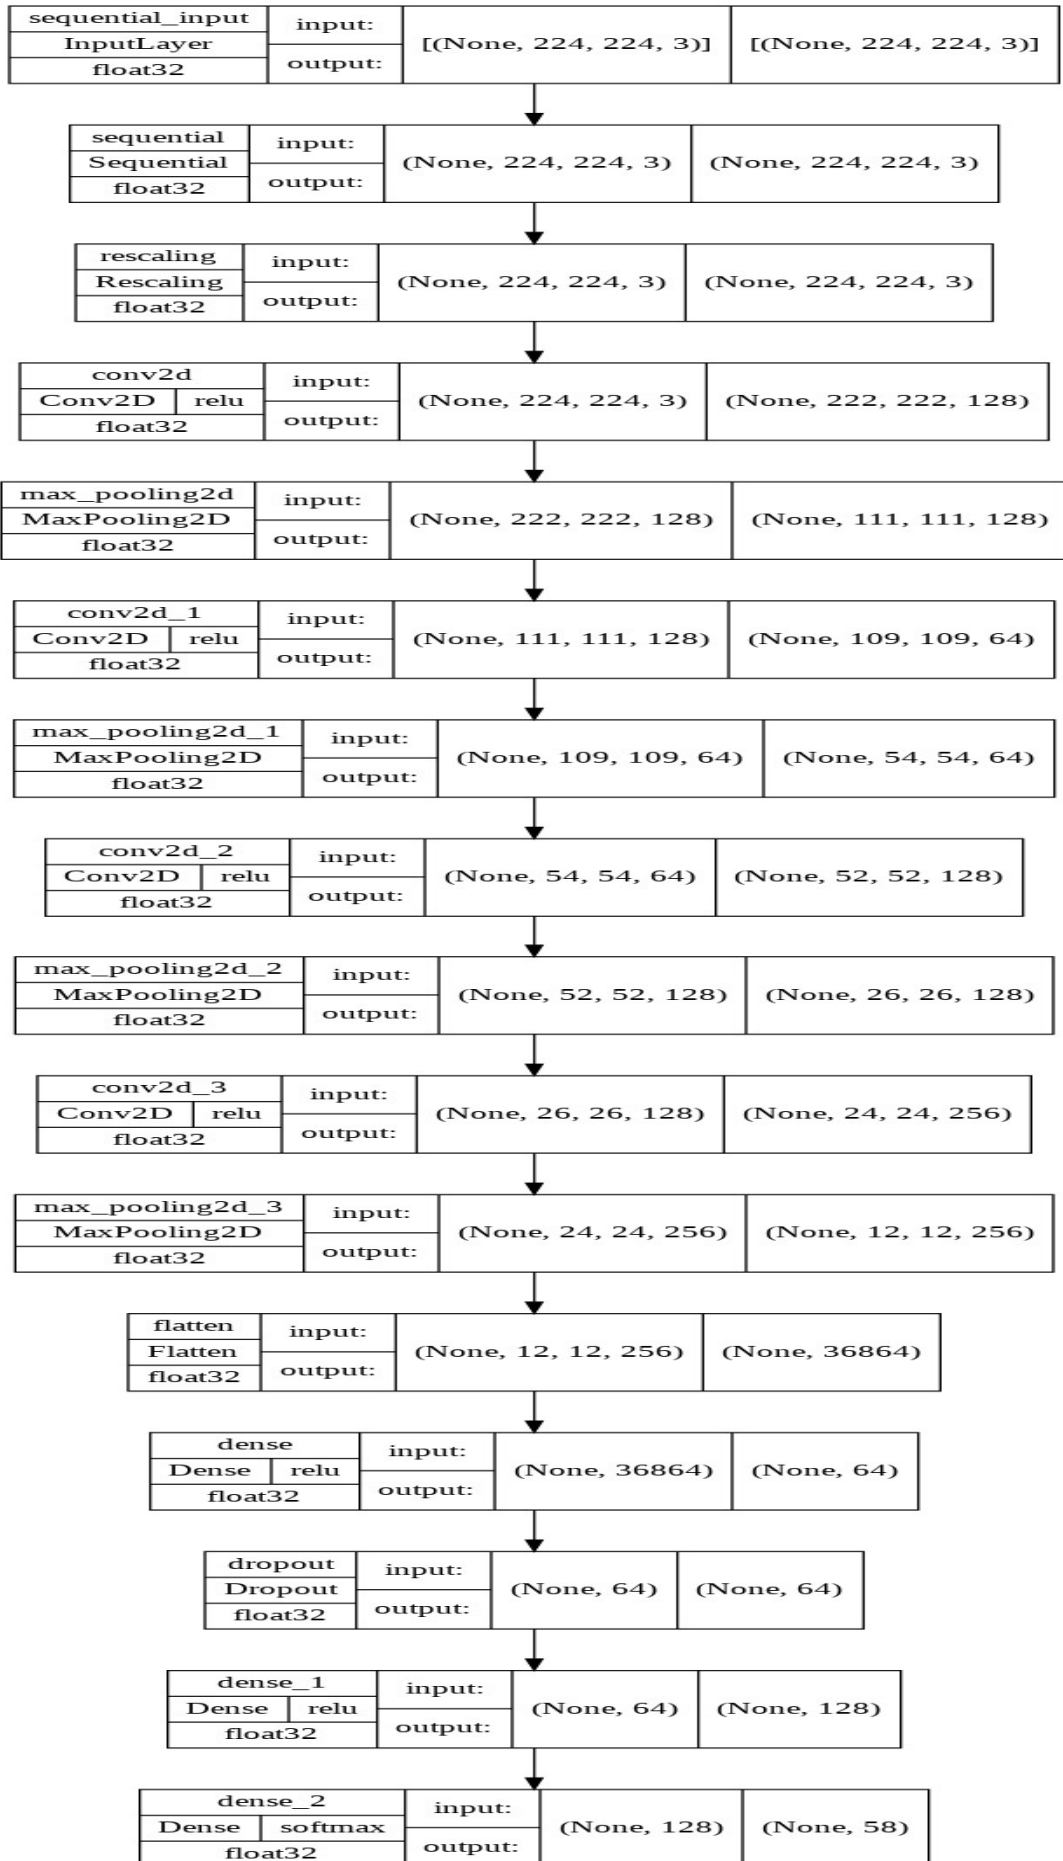 sequential_input
InputLayer
float32
input:
output:
[(None, 224, 224, 3)]
[(None, 224, 224, 3)]
sequential
Sequential
float32
input:
output:
(None, 224, 224, 3)
(None, 224, 224, 3)
rescaling
Rescaling
float32
input:
output:
(None, 224, 224, 3)
(None, 224, 224, 3)
conv2d
Conv2D relu
float32
input:
output:
(None, 224, 224, 3)
(None, 222, 222, 128)
max_pooling2d
MaxPooling2D
float32
input:
output:
(None, 222, 222, 128)
(None, 111, 111, 128)
conv2d_1
Conv2D relu
float32
input:
output:
(None, 111, 111, 128)
(None, 109, 109, 64)
max_pooling2d_1
MaxPooling2D
float32
input:
output:
(None, 109, 109, 64)
(None, 54, 54, 64)
conv2d_2
Conv2D relu
float32
input:
output:
(None, 54, 54, 64)
(None, 52, 52, 128)
max_pooling2d_2
MaxPooling2D
float32
input:
output:
(None, 52, 52, 128)
(None, 26, 26, 128)
conv2d_3
Conv2D relu
float32
input:
output:
(None, 26, 26, 128)
(None, 24, 24, 256)
max_pooling2d_3
MaxPooling2D
float32
input:
output:
(None, 24, 24, 256)
(None, 12, 12, 256)
flatten
Flatten
float32
input:
output:
(None, 12, 12, 256)
(None, 36864)
dense
Dense relu
float32
input:
output:
(None, 36864)
(None, 64)
dropout
Dropout
float32
input:
output:
(None, 64)
(None, 64)
dense_1
Dense relu
float32
input:
output:
(None, 64)
(None, 128)
dense_2
Dense softmax
float32
input:
output:
(None, 128)
(None, 58)